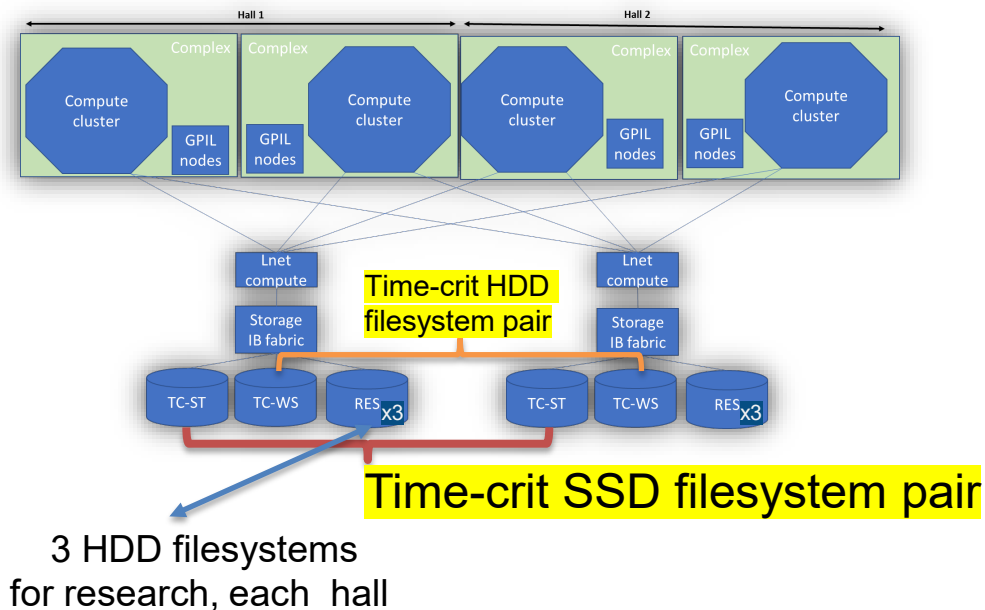 Hall 1
Hall 2
Complex
Complex
Complex
Complex
Compute
cluster
GPIL
nodes
GPIL
nodes
Compute
cluster
Compute
cluster
GPIL
nodes
GPIL
nodes
Compute
cluster
Lnet
compute
Lnet
compute
Time-crit HDD
filesystem pair
Storage
IB fabric
Storage
IB fabric
TC-ST
TC-WS
RES
x3
TC-ST
TC-WS
RES
x3
Time-crit SSD filesystem pair
3 HDD filesystems
for research, each hall